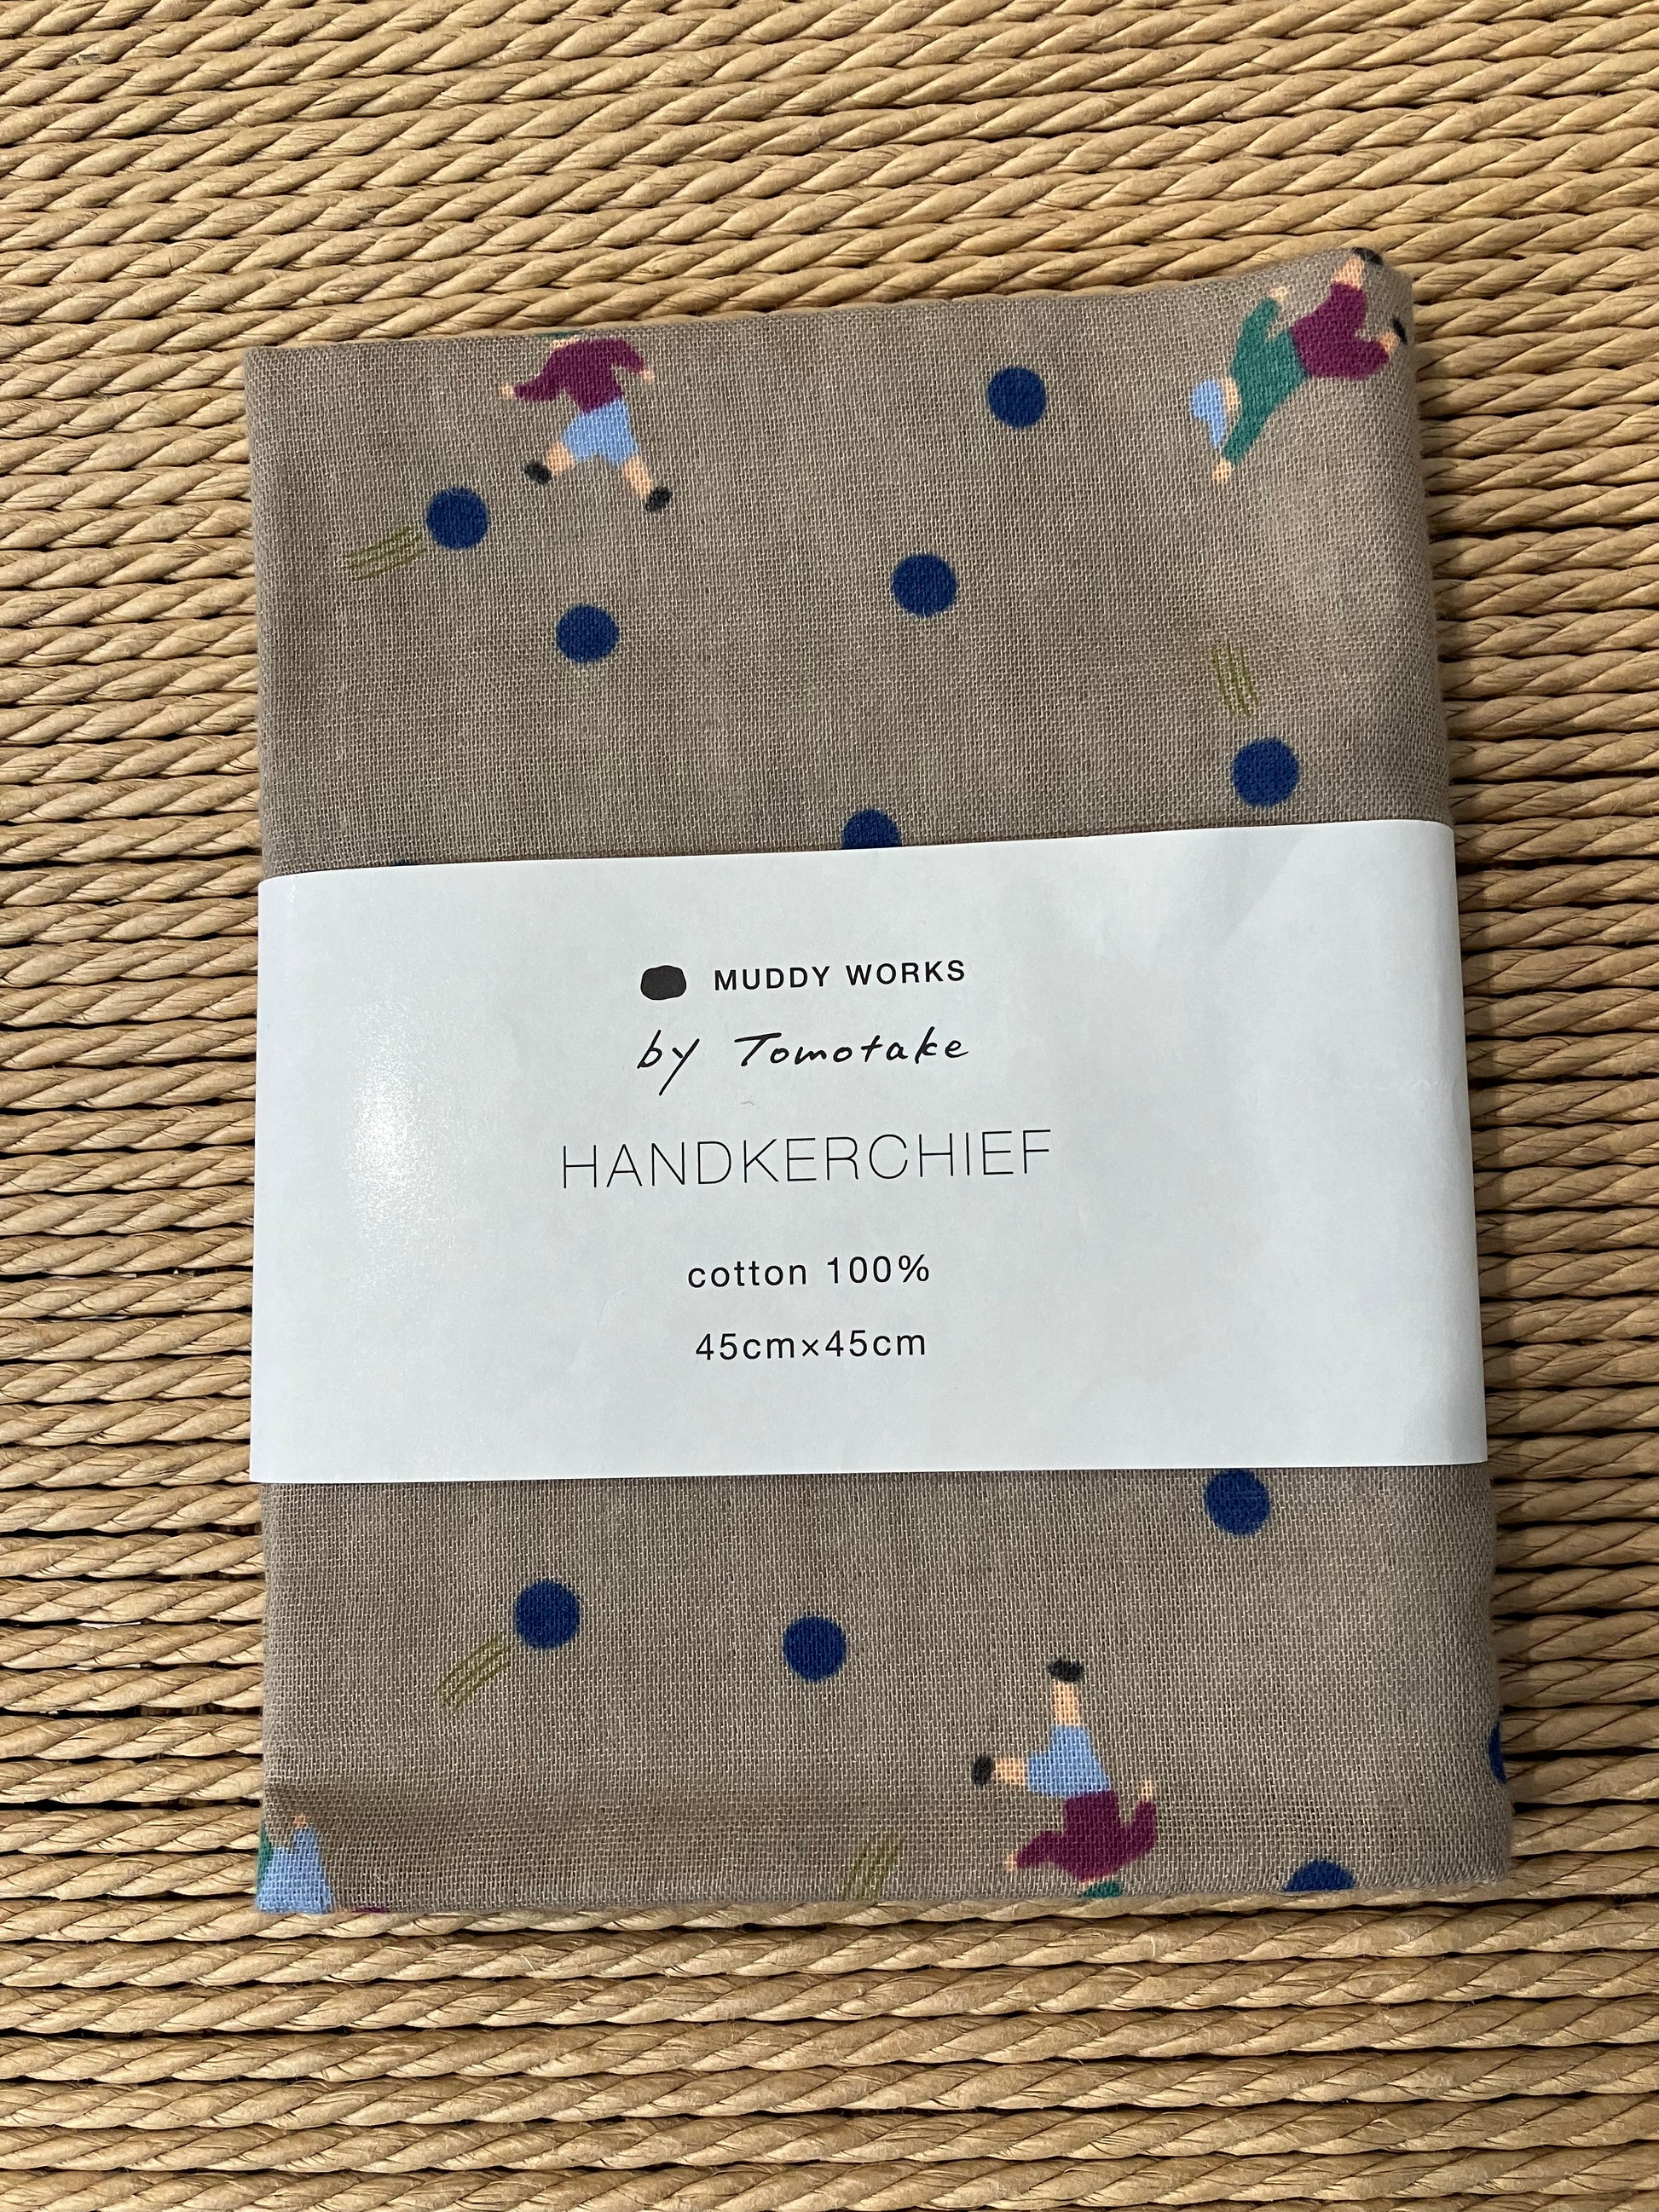 MUDDY WORKS
by Tomotake
HANDKERCHIEF
cotton 100%
45cm×45cm